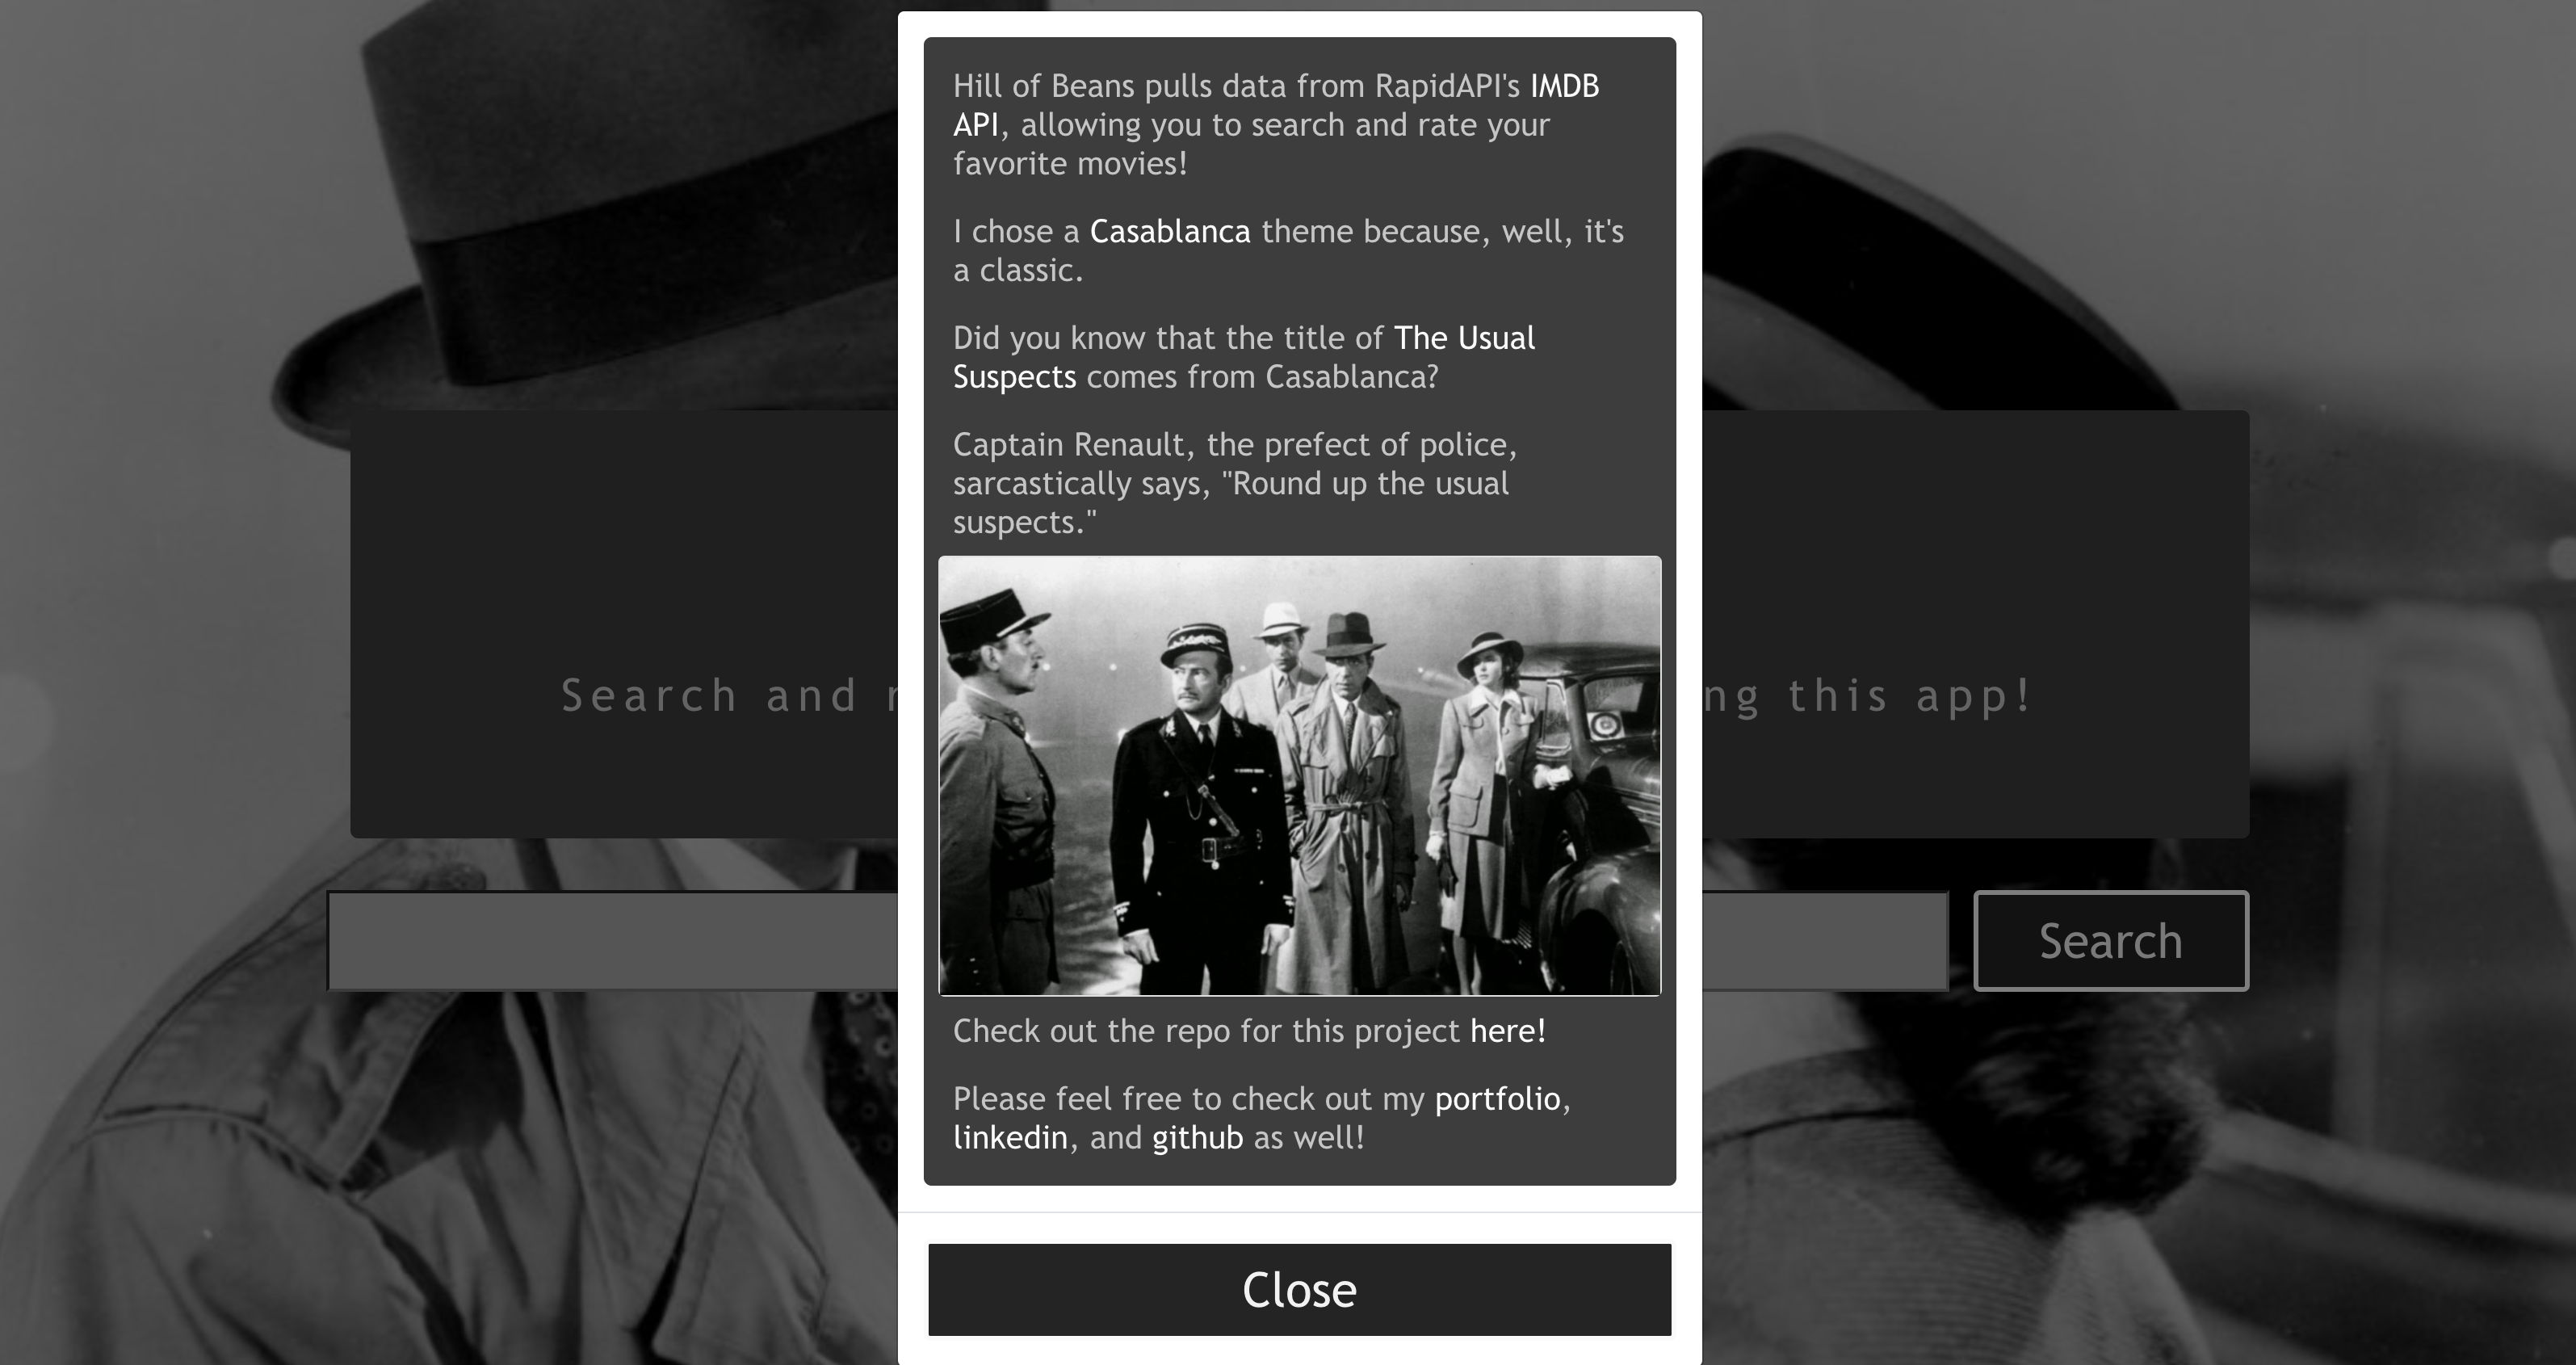 Hill of Beans pulls data from RapidAPI's IMDB
API, allowing you to search and rate your
favorite movies!
I chose a Casablanca theme because, well, it's
a classic.
Did you know that the title of The Usual
Suspects comes from Casablanca?
Captain Renault, the prefect of police,
sarcastically says, "Round up the usual
suspects."
Check out the repo for this project here!
Please feel free to check out my portfolio,
linkedin, and github as well!
Close
Search and
this app!
Search